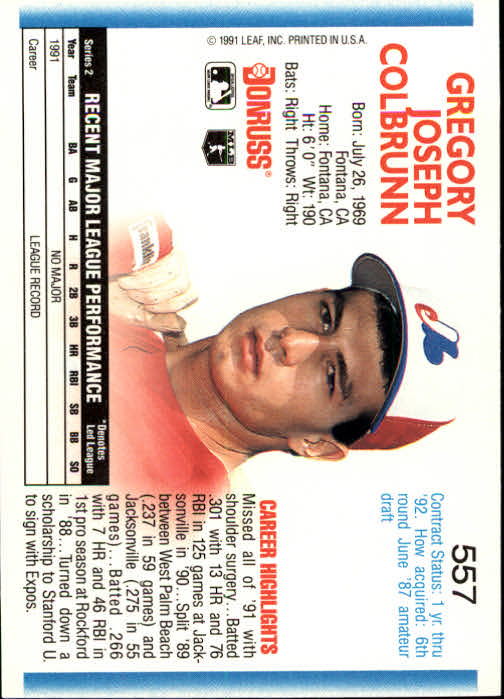 557
GREGORY
JOSEPH
COLBRUNN
Born: July 26, 1969
Fontana, CA
Home: Fontana, CA
Ht: 6' 0" Wt: 190
Bats: Right Throws: Right
DONRUSS®
MLBPA
© 1991 LEAF, INC. PRINTED IN U.S.A.
Contract Status: 1 yr. thru
'92. How acquired: 6th
round June '87 amateur
draft
CAREER HIGHLIGHTS
Missed all of '91 with
shoulder surgery...Batted
.301 with 13 HR and 76
RBI in 125 games at Jack-
sonville in '90...Split '89
between West Palm Beach
(.237 in 59 games) and
Jacksonville (.275 in 55
games)...Batted .266
with 7 HR and 46 RBI in
1st pro season at Rockford
in '88...Turned down a
scholarship to Stanford U.
to sign with Expos.
Franklin
Series 2 RECENT MAJOR LEAGUE PERFORMANCE *Denotes
Led League
Year Team BA G AB H R 2B 3B HR RBI SB BB SO
1991 NO MAJOR
Career LEAGUE RECORD